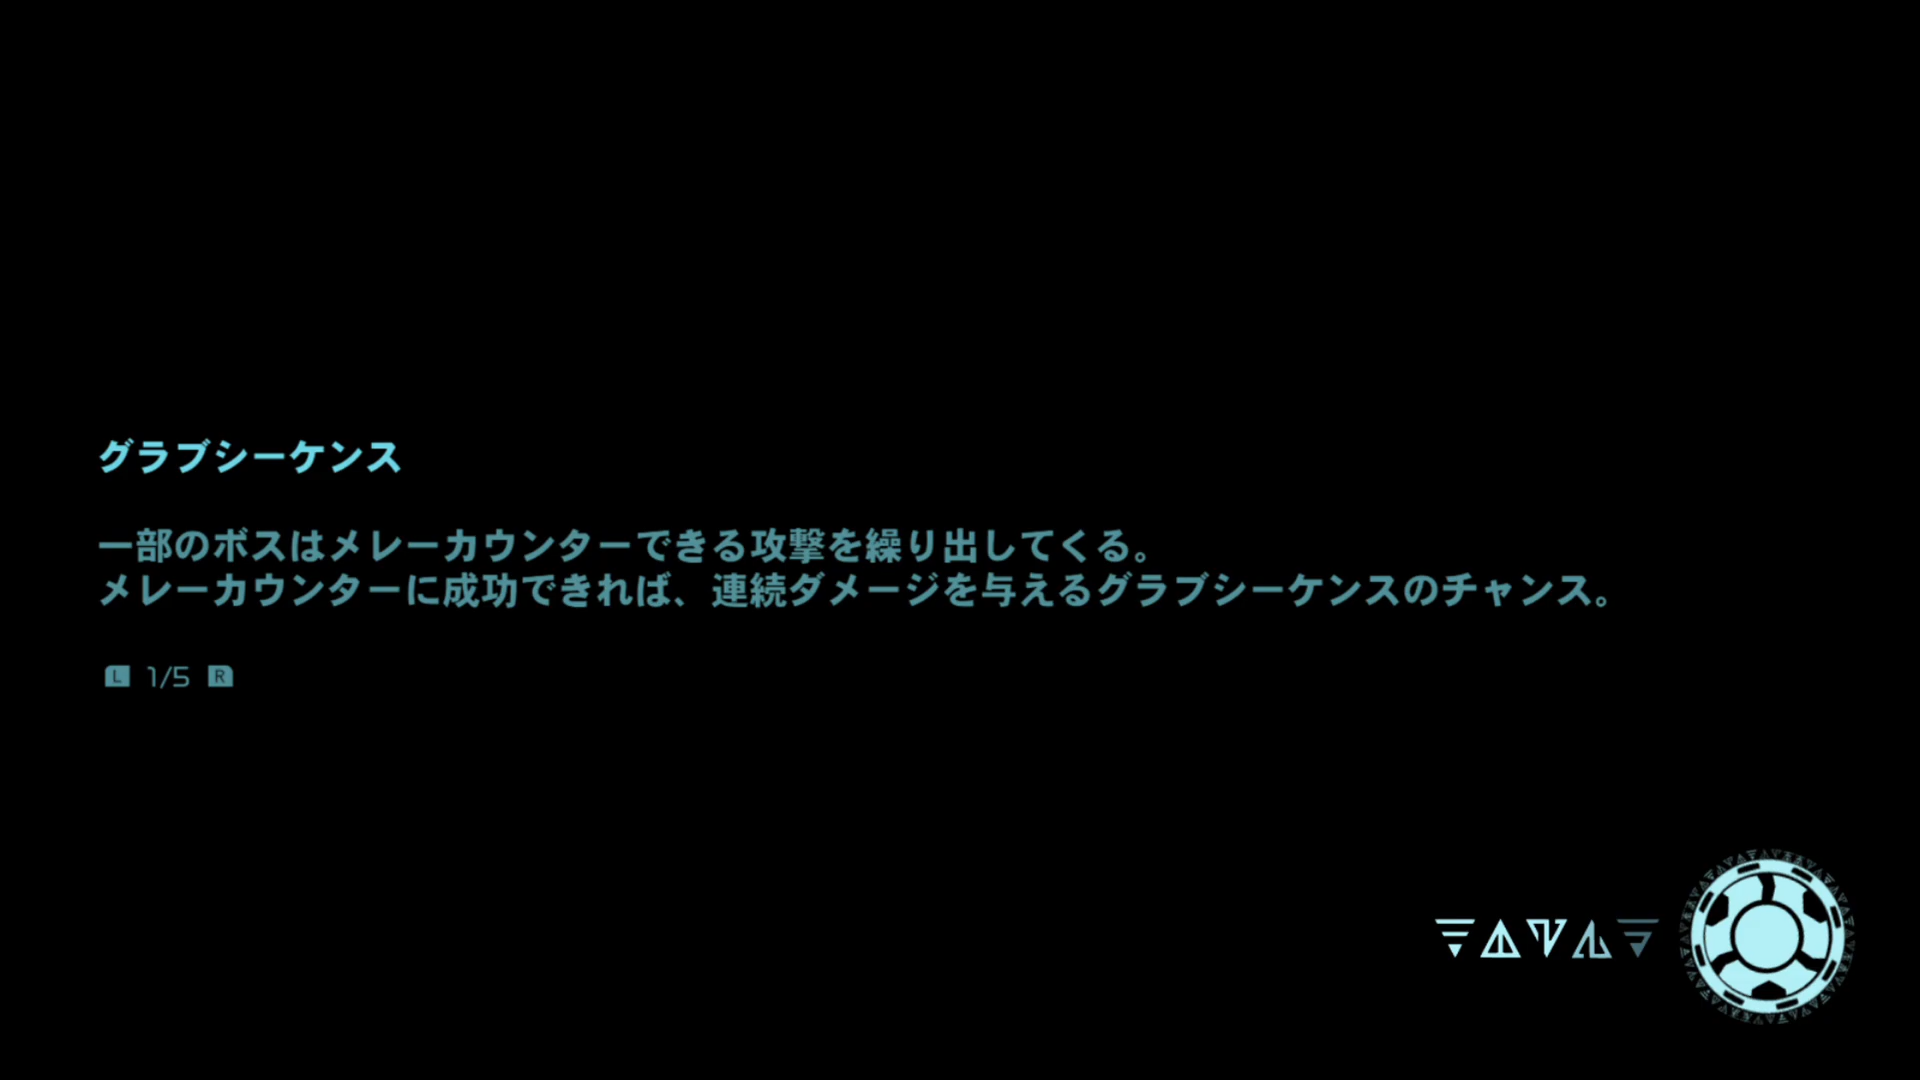 グラブシーケンス
一部のボスはメレーカウンターできる攻撃を繰り出してくる。
メレーカウンターに成功できれば、連続ダメージを与えるグラブシーケンスのチャンス。
L 1/5 R